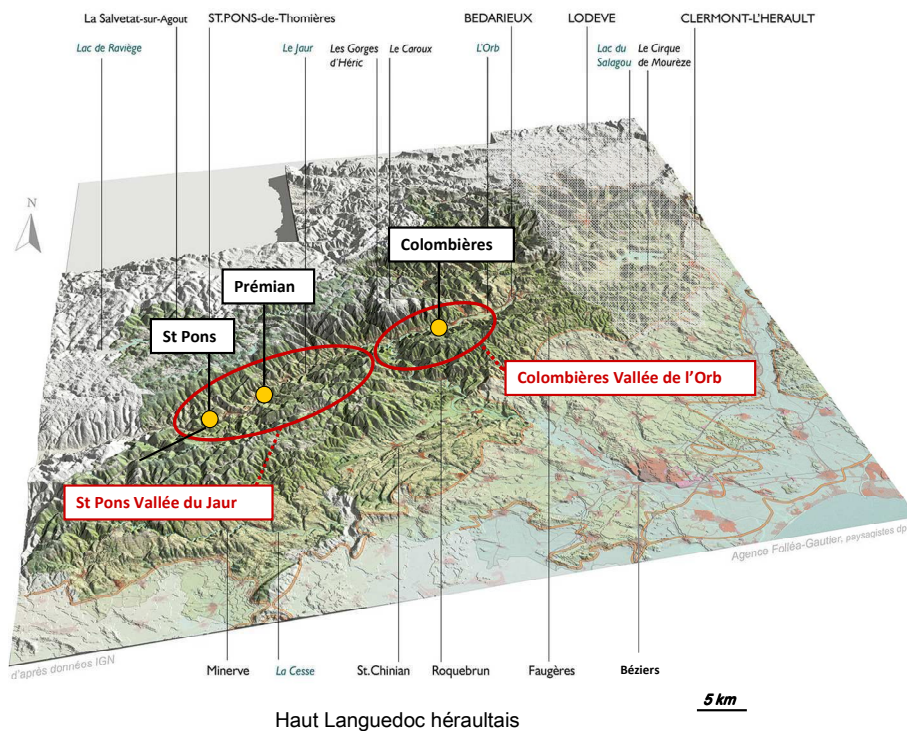 La Salvetat-sur-Agout
ST.PONS-de-Thomières
BEDARIEUX
LODEVE
CLERMONT-L'HERAULT
Lac de Raviège
Le Jaur
Les Gorges
d'Héric
Le Caroux
L'Orb
Lac du
Salagou
Le Cirque
de Mourèze
N
Colombières
Prémian
St Pons
Colombières Vallée de l'Orb
St Pons Vallée du Jaur
Agence Folléa-Gautier, paysagistes dp
d'après données IGN
Minerve
La Cesse
St.Chinian
Roquebrun
Faugères
Béziers
5 km
Haut Languedoc héraultais